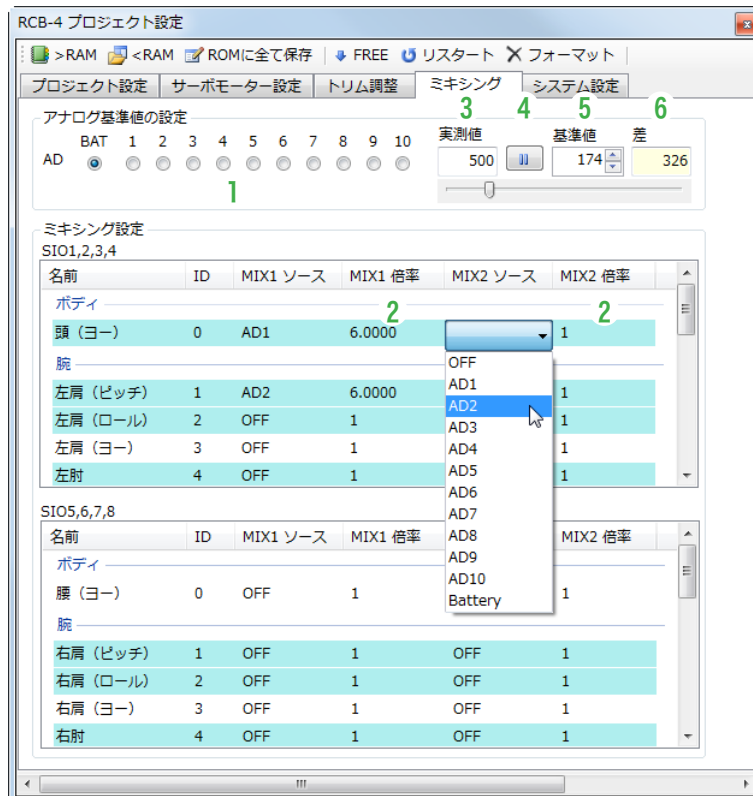 RCB-4 プロジェクト設定
>RAM <RAM ROMに全て保存 FREE リスタート フォーマット
プロジェクト設定 サーボモーター設定 トリム調整 ミキシング システム設定
アナログ基準値の設定
3 4 5 6
BAT 1 2 3 4 5 6 7 8 9 10 実測値 基準値 差
AD 500 174 326
1
ミキシング設定
SIO1,2,3,4
名前 ID MIX1 ソース MIX1 倍率 MIX2 ソース MIX2 倍率
ボディ 2 2
頭（ヨー） 0 AD1 6.0000 1
腕 OFF
AD1
左肩（ピッチ） 1 AD2 6.0000 1
AD2
左肩（ロール） 2 OFF 1 AD3 1
左肩（ヨー） 3 OFF 1 AD4 1
左肘 4 OFF 1 AD5 1
AD6
SIO5,6,7,8 AD7
名前 ID MIX1 ソース MIX1 倍率 AD8 MIX2 倍率
ボディ AD9
AD10
腰（ヨー） 0 OFF 1 Battery 1
腕
右肩（ピッチ） 1 OFF 1 OFF 1
右肩（ロール） 2 OFF 1 OFF 1
右肩（ヨー） 3 OFF 1 OFF 1
右肘 4 OFF 1 OFF 1